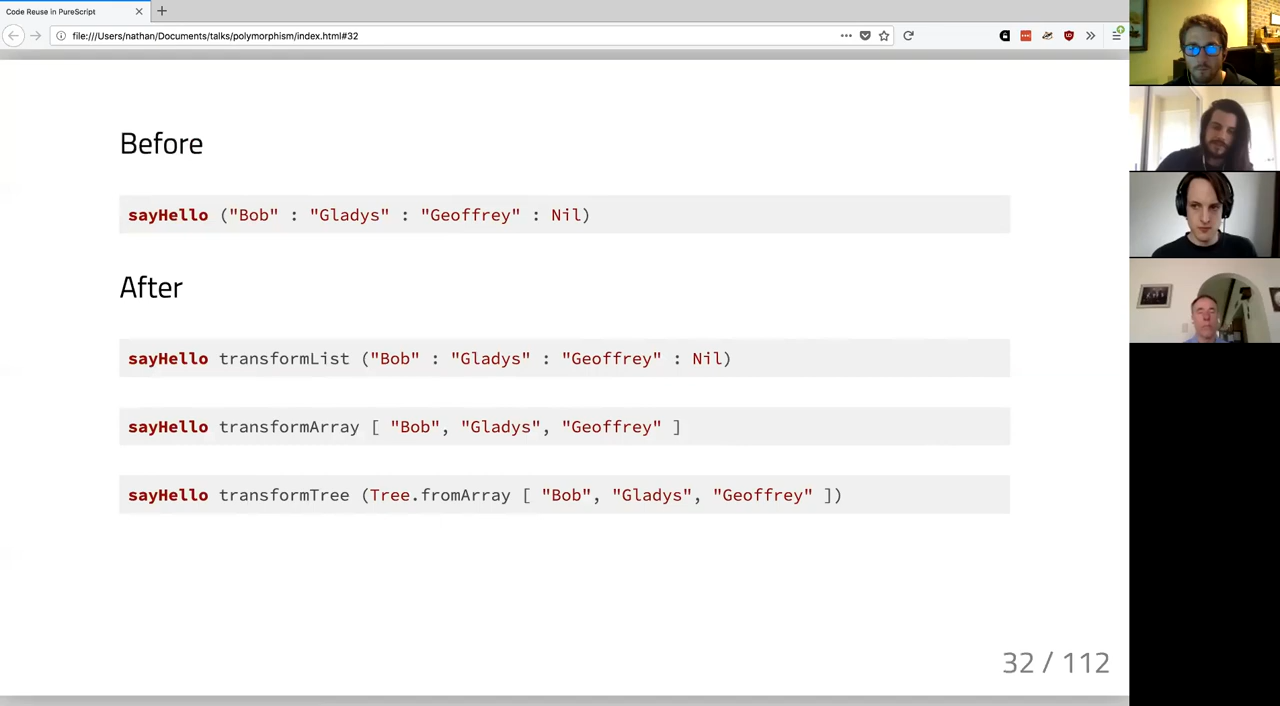 Code Reuse in PureScript
file:///Users/nathan/Documents/talks/polymorphism/index.html#32
Before
sayHello ("Bob" : "Gladys" : "Geoffrey" : Nil)
After
sayHello transformList ("Bob" : "Gladys" : "Geoffrey" : Nil)
sayHello transformArray [ "Bob", "Gladys", "Geoffrey" ]
sayHello transformTree (Tree.fromArray [ "Bob", "Gladys", "Geoffrey" ])
32 / 112